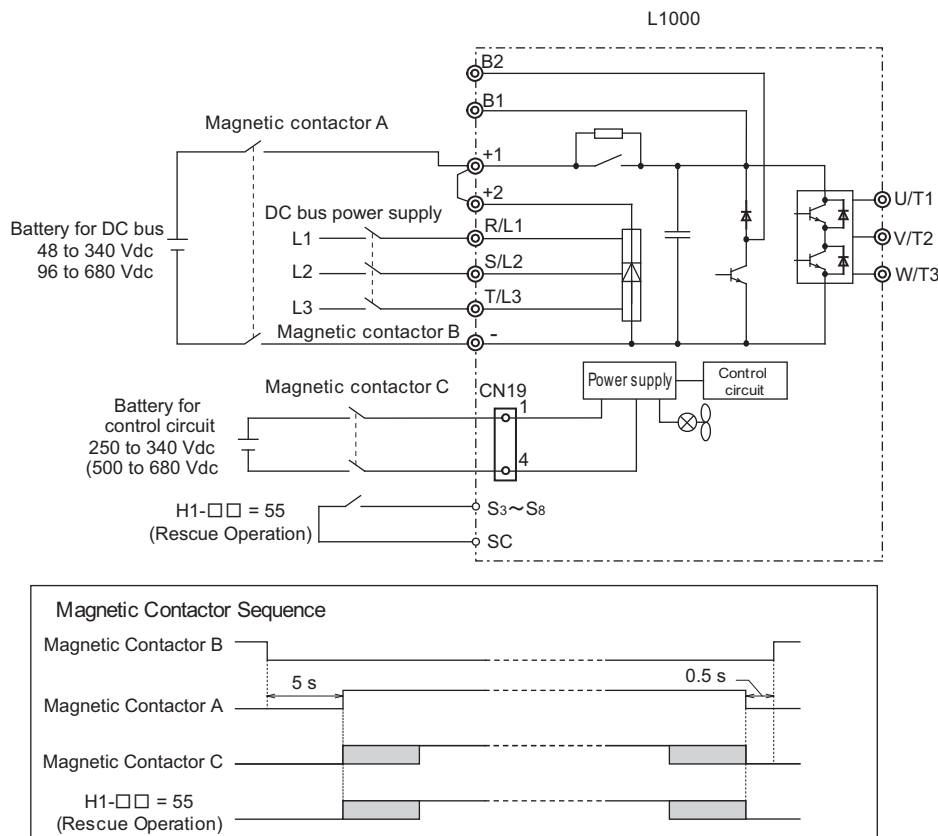 L1000
B2
B1
Magnetic contactor A
+1
+2
Battery for DC bus
48 to 340 Vdc
96 to 680 Vdc
DC bus power supply
L1
R/L1
L2
S/L2
L3
T/L3
Magnetic contactor B
-
U/T1
V/T2
W/T3
Magnetic contactor C
CN19
1
4
Power supply
Control
circuit
Battery for
control circuit
250 to 340 Vdc
(500 to 680 Vdc
H1-□□ = 55
(Rescue Operation)
S3~S8
SC
Magnetic Contactor Sequence
Magnetic Contactor B
5 s
0.5 s
Magnetic Contactor A
Magnetic Contactor C
H1-□□ = 55
(Rescue Operation)